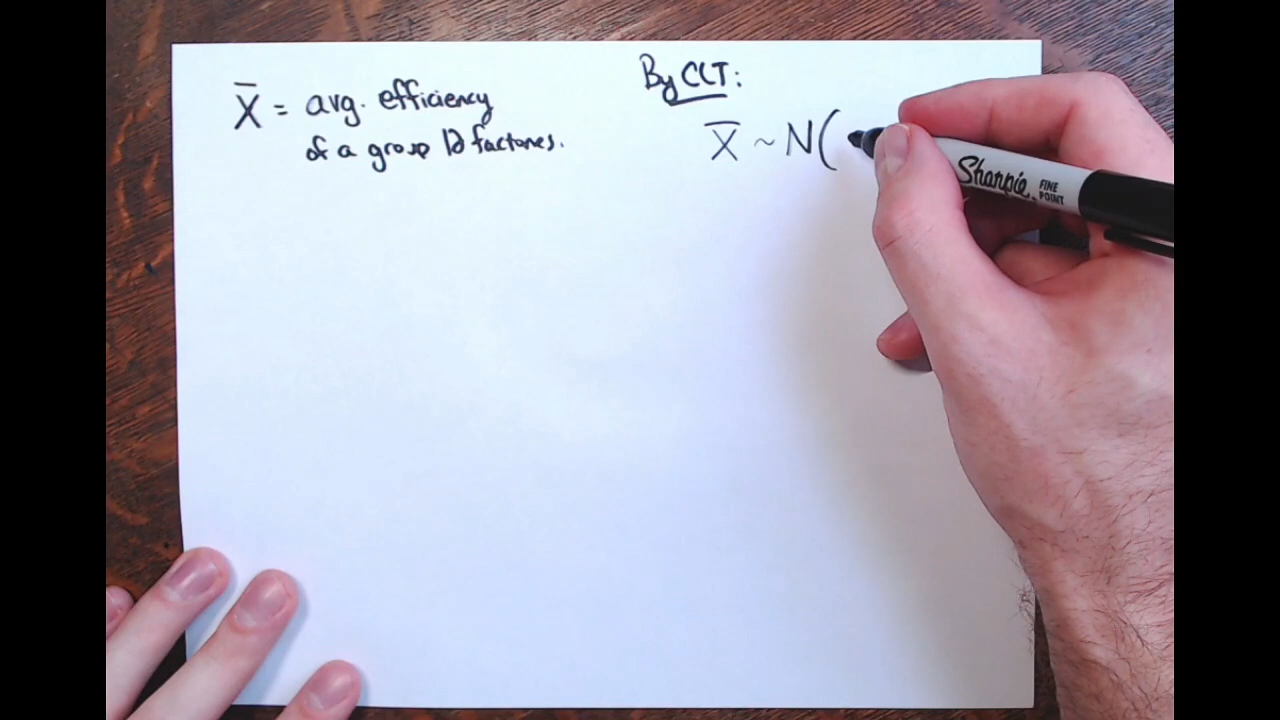 X̄ = avg. efficiency
of a group 12 factories.
By CLT:
X̄ ~ N(
Sharpie
FINE
POINT